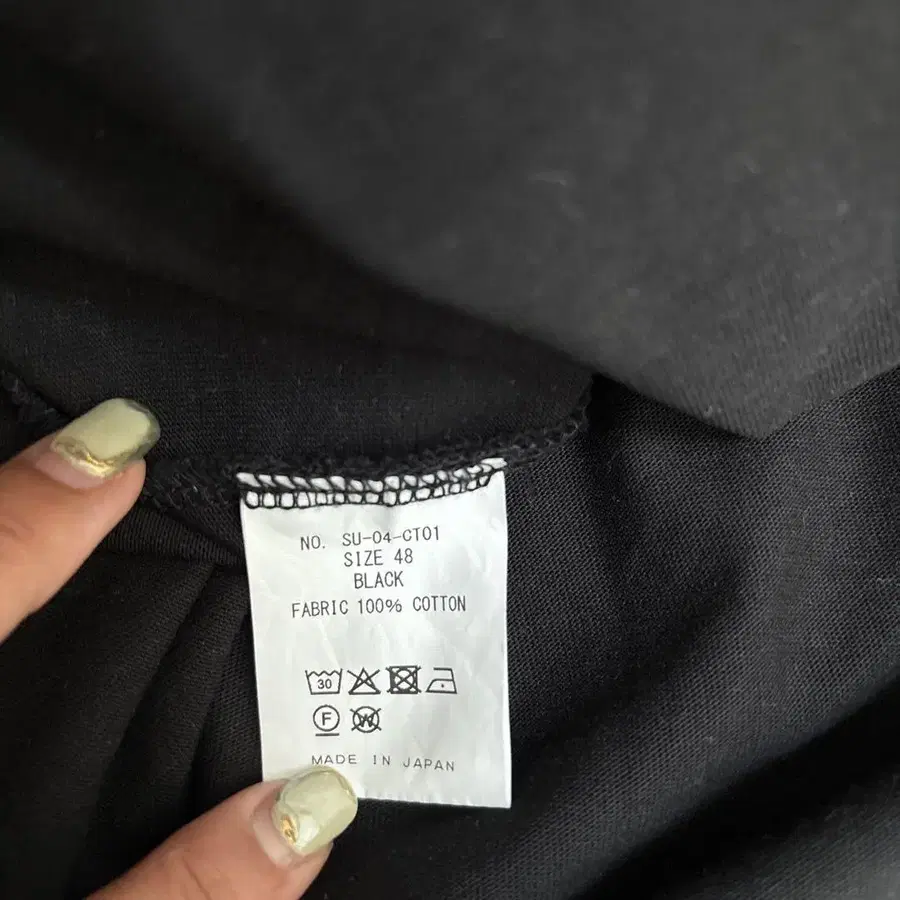 NO. SU-04-CT01
SIZE 48
BLACK
FABRIC 100% COTTON
30
F W
MADE IN JAPAN